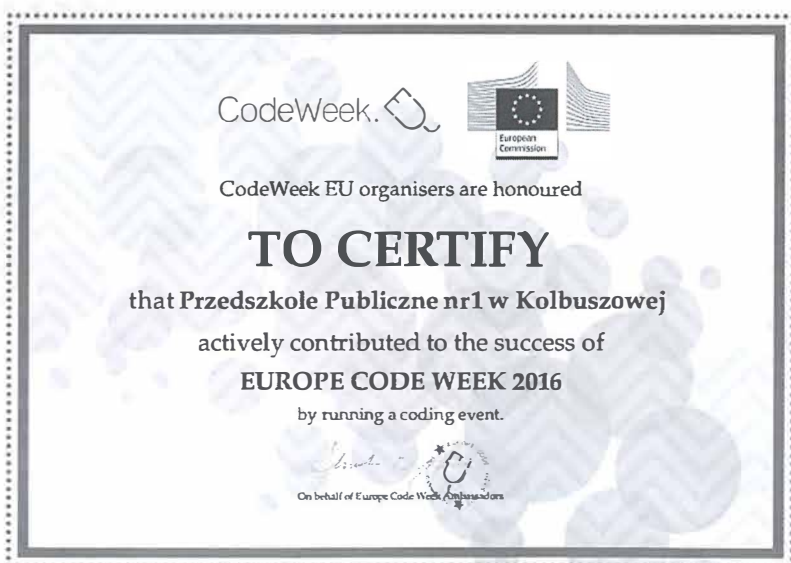 CodeWeek.EU
European
Commission
CodeWeek EU organisers are honoured
TO CERTIFY
that Przedszkole Publiczne nr1 w Kolbuszowej
actively contributed to the success of
EUROPE CODE WEEK 2016
by running a coding event.
On behalf of Europe Code Week Ambassadors